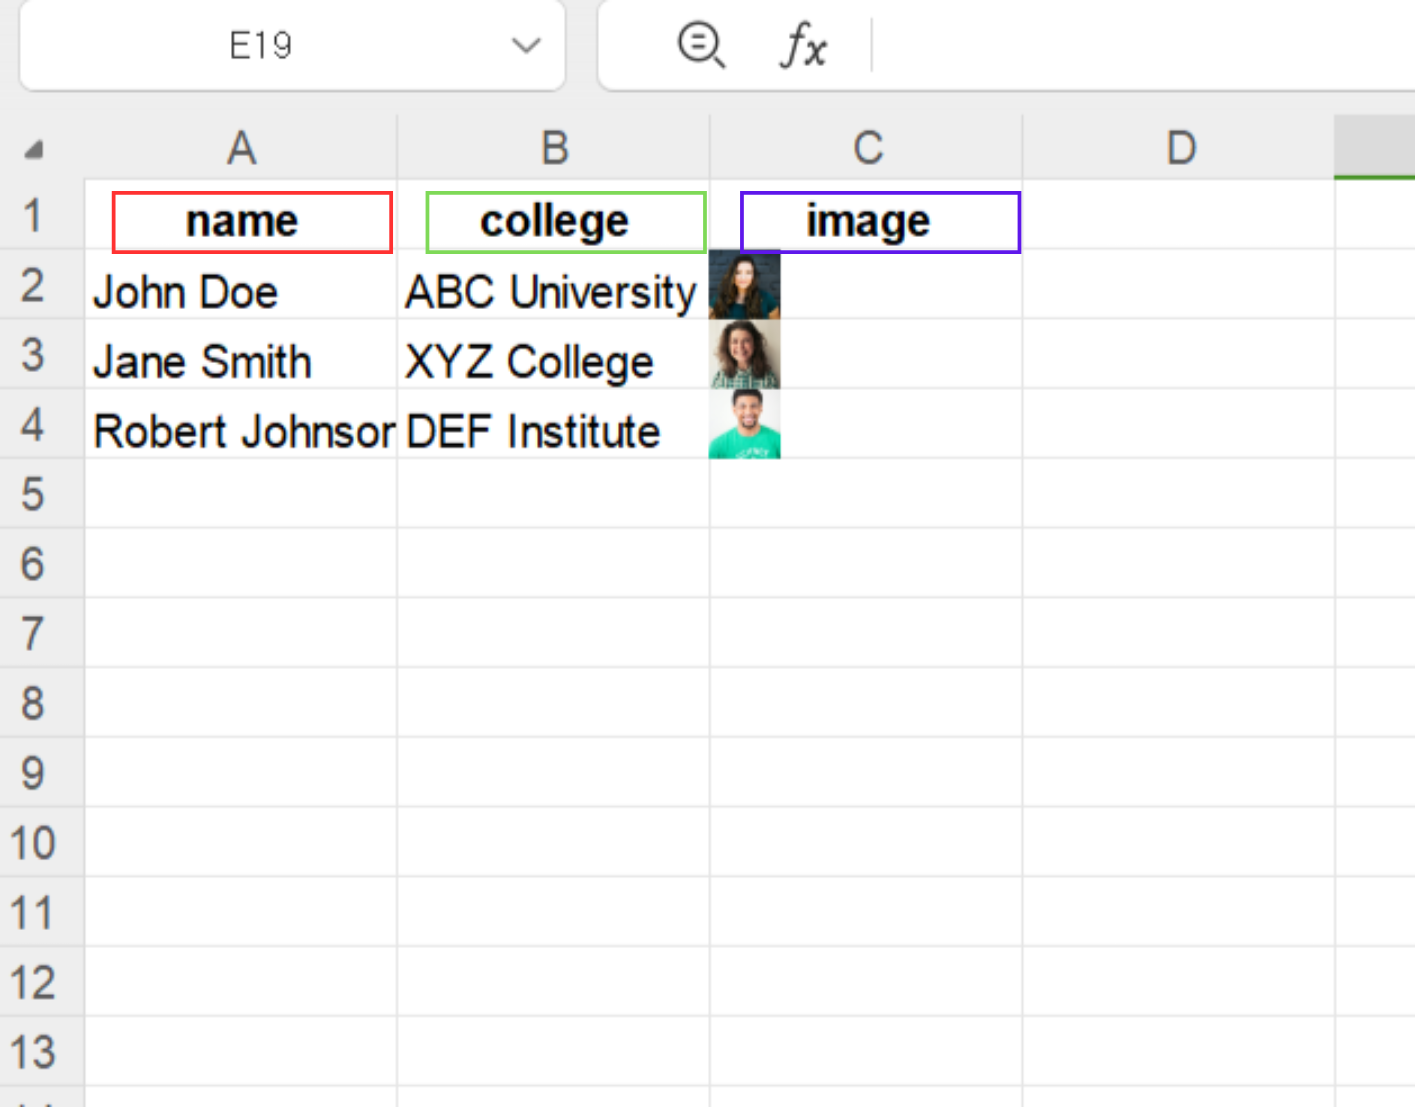 E19
fx
A B C D
1 name college image
2 John Doe ABC University
3 Jane Smith XYZ College
4 Robert Johnsor DEF Institute
5
6
7
8
9
10
11
12
13